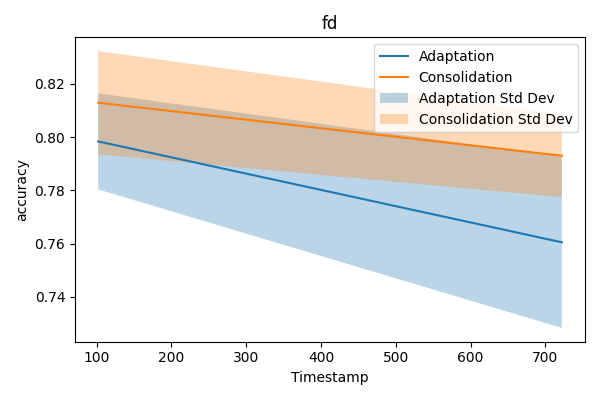 fd
Adaptation
Consolidation
Adaptation Std Dev
Consolidation Std Dev
accuracy
0.82
0.80
0.78
0.76
0.74
100 200 300 400 500 600 700
Timestamp